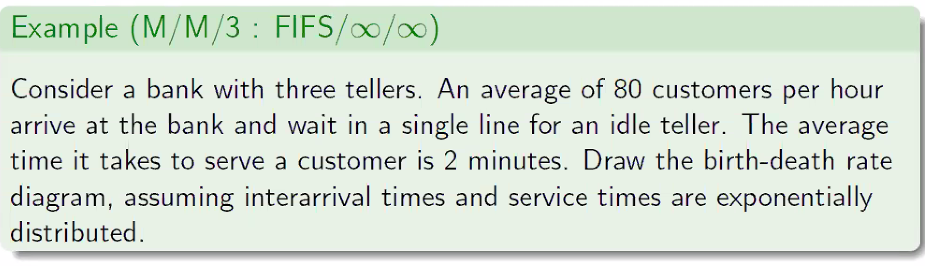 Example (M/M/3 : FIFS/∞/∞)
Consider a bank with three tellers. An average of 80 customers per hour
arrive at the bank and wait in a single line for an idle teller. The average
time it takes to serve a customer is 2 minutes. Draw the birth-death rate
diagram, assuming interarrival times and service times are exponentially
distributed.